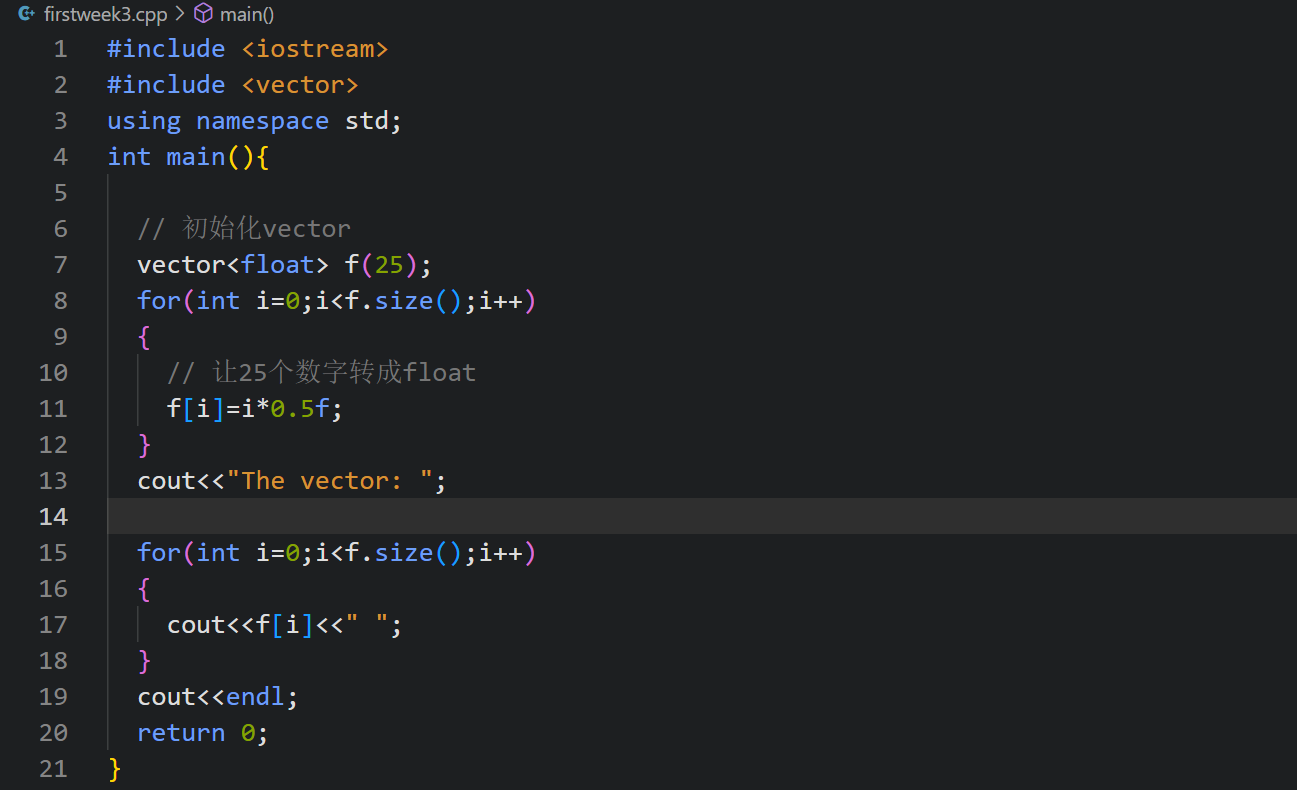 firstweek3.cpp > main()
1 #include <iostream>
2 #include <vector>
3 using namespace std;
4 int main(){
5
6 // 初始化vector
7 vector<float> f(25);
8 for(int i=0;i<f.size();i++)
9 {
10 // 让25个数字转成float
11 f[i]=i*0.5f;
12 }
13 cout<<"The vector: ";
14
15 for(int i=0;i<f.size();i++)
16 {
17 cout<<f[i]<<" ";
18 }
19 cout<<endl;
20 return 0;
21 }